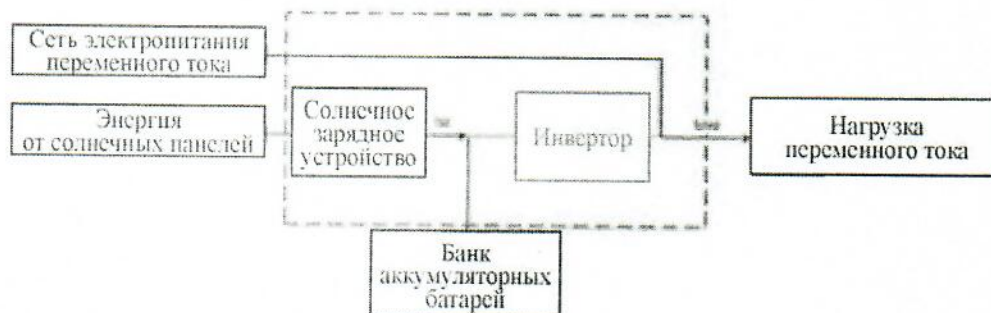 Сеть электропитания
переменного тока
Энергия
от солнечных панелей
Солнечное
зарядное
устройство
Инвертор
Нагрузка
переменного тока
Банк
аккумуляторных
батарей